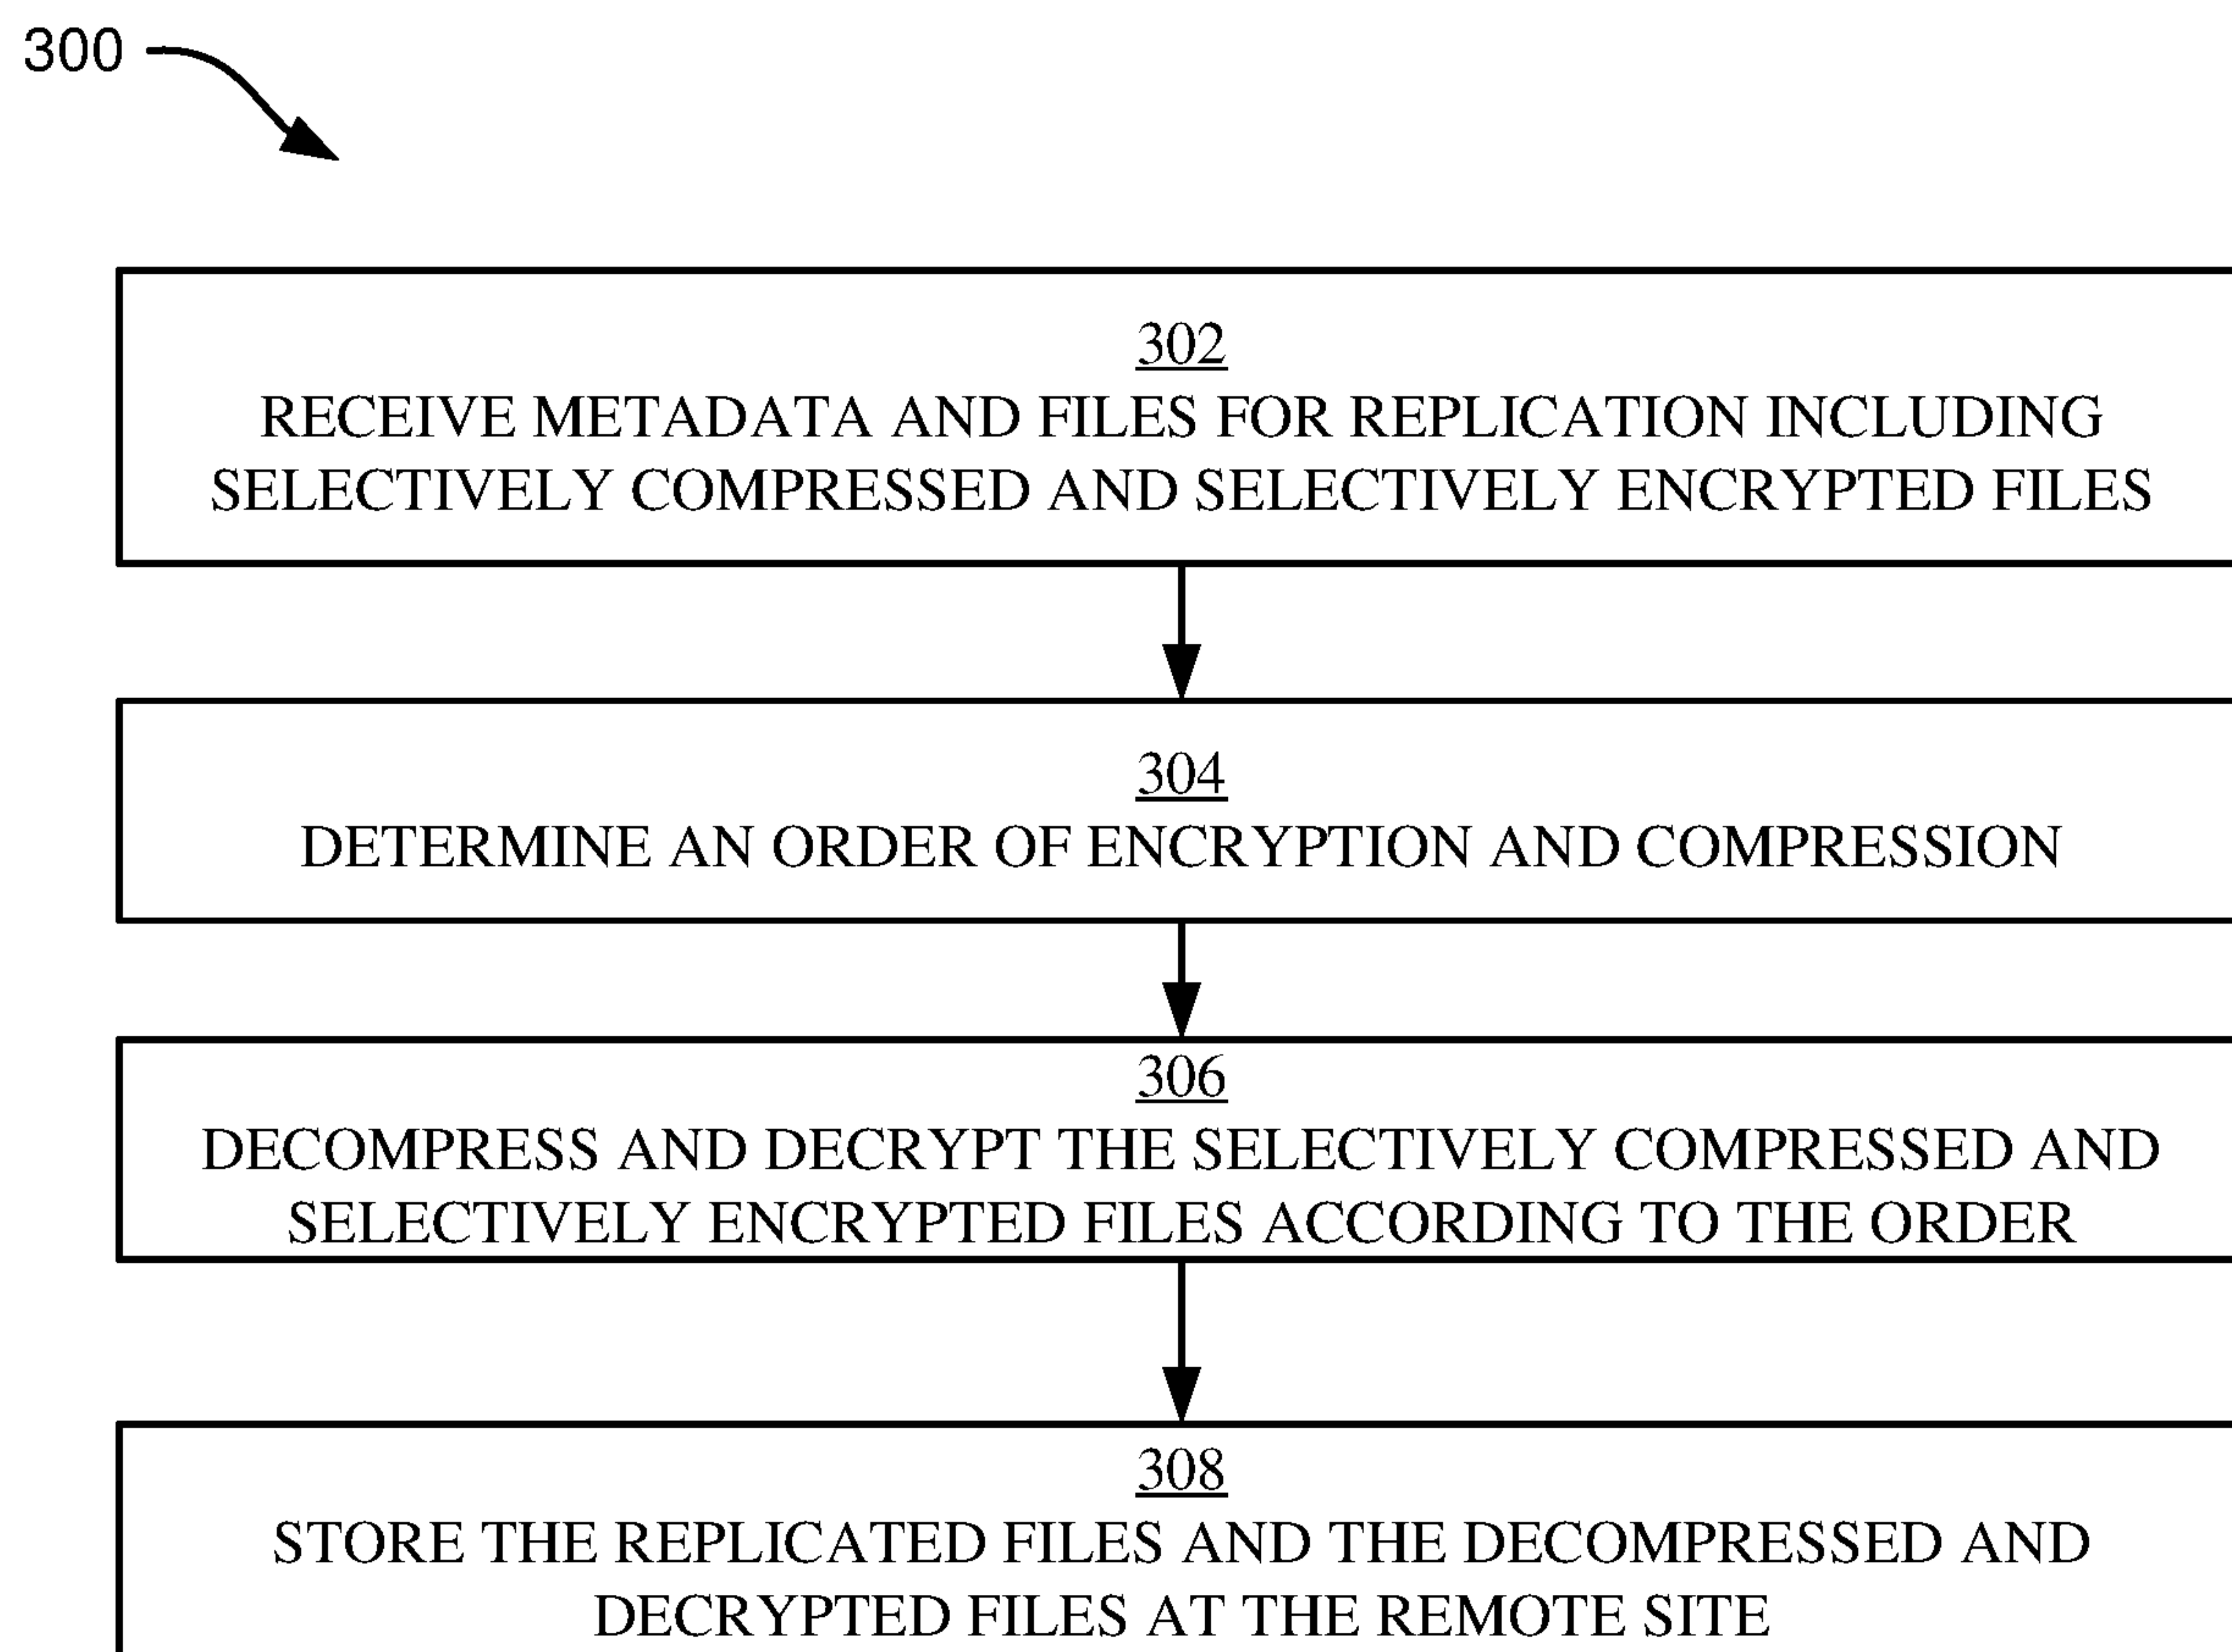 300
302
RECEIVE METADATA AND FILES FOR REPLICATION INCLUDING
SELECTIVELY COMPRESSED AND SELECTIVELY ENCRYPTED FILES
304
DETERMINE AN ORDER OF ENCRYPTION AND COMPRESSION
306
DECOMPRESS AND DECRYPT THE SELECTIVELY COMPRESSED AND
SELECTIVELY ENCRYPTED FILES ACCORDING TO THE ORDER
308
STORE THE REPLICATED FILES AND THE DECOMPRESSED AND
DECRYPTED FILES AT THE REMOTE SITE